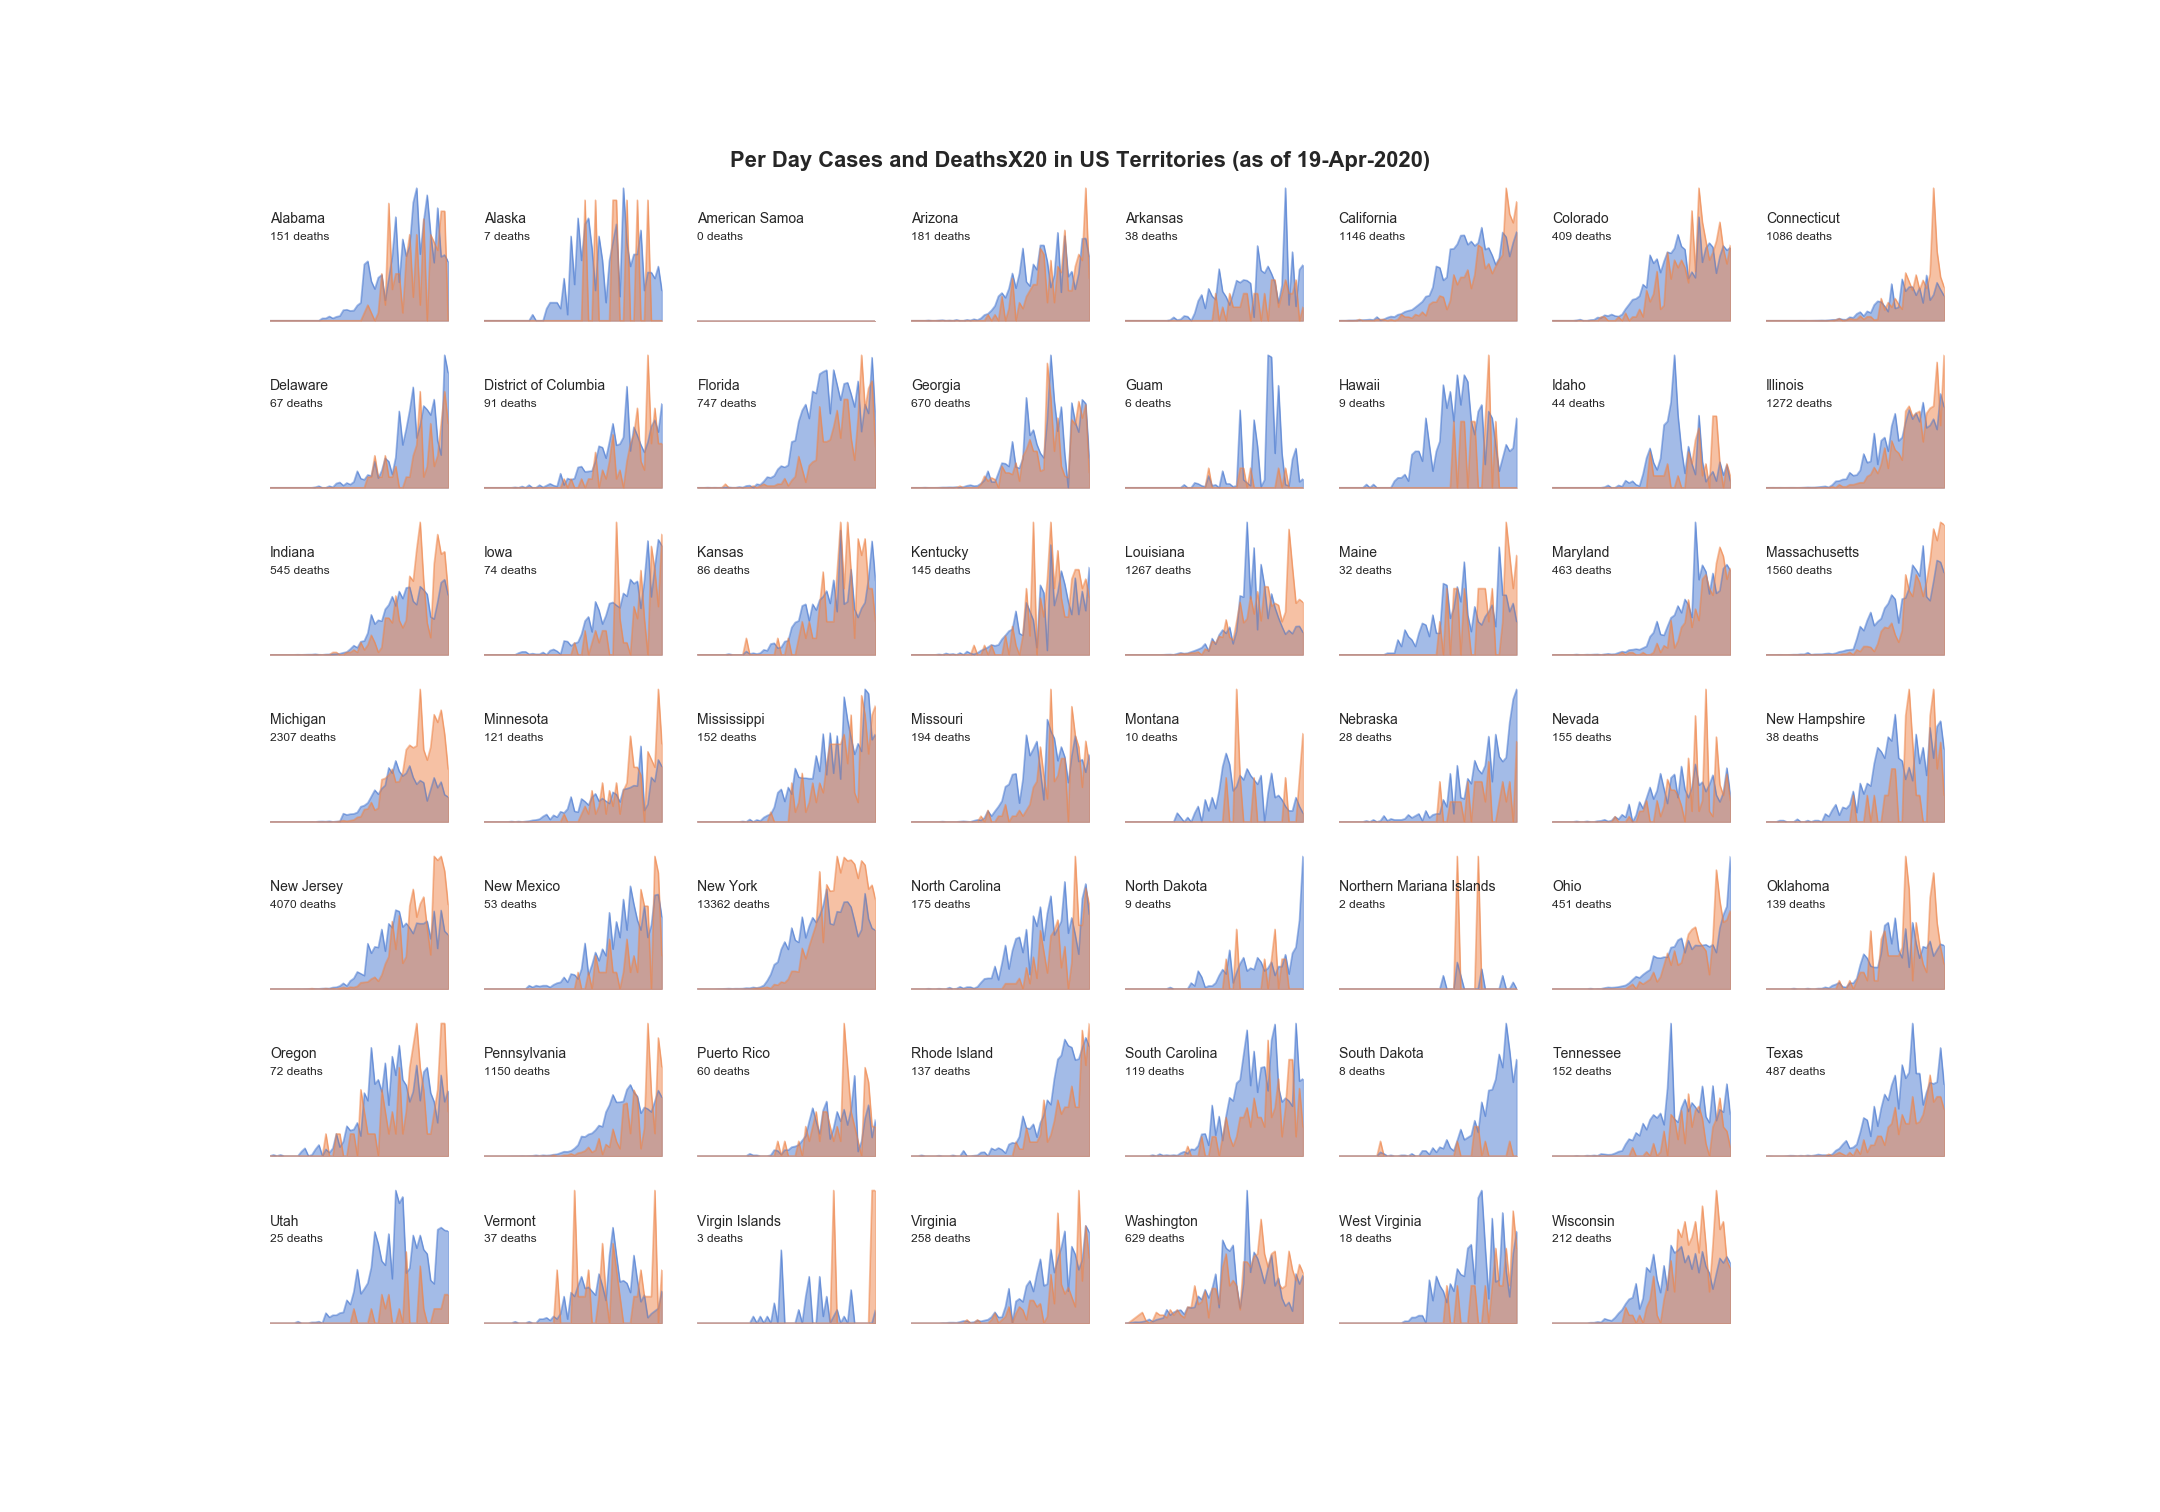 Per Day Cases and DeathsX20 in US Territories (as of 19-Apr-2020)
Alabama
151 deaths
Alaska
7 deaths
American Samoa
0 deaths
Arizona
181 deaths
Arkansas
38 deaths
California
1146 deaths
Colorado
409 deaths
Connecticut
1086 deaths
Delaware
67 deaths
District of Columbia
91 deaths
Florida
747 deaths
Georgia
670 deaths
Guam
6 deaths
Hawaii
9 deaths
Idaho
44 deaths
Illinois
1272 deaths
Indiana
545 deaths
Iowa
74 deaths
Kansas
86 deaths
Kentucky
145 deaths
Louisiana
1267 deaths
Maine
32 deaths
Maryland
463 deaths
Massachusetts
1560 deaths
Michigan
2307 deaths
Minnesota
121 deaths
Mississippi
152 deaths
Missouri
194 deaths
Montana
10 deaths
Nebraska
28 deaths
Nevada
155 deaths
New Hampshire
38 deaths
New Jersey
4070 deaths
New Mexico
53 deaths
New York
13362 deaths
North Carolina
175 deaths
North Dakota
9 deaths
Northern Mariana Islands
2 deaths
Ohio
451 deaths
Oklahoma
139 deaths
Oregon
72 deaths
Pennsylvania
1150 deaths
Puerto Rico
60 deaths
Rhode Island
137 deaths
South Carolina
119 deaths
South Dakota
8 deaths
Tennessee
152 deaths
Texas
487 deaths
Utah
25 deaths
Vermont
37 deaths
Virgin Islands
3 deaths
Virginia
258 deaths
Washington
629 deaths
West Virginia
18 deaths
Wisconsin
212 deaths